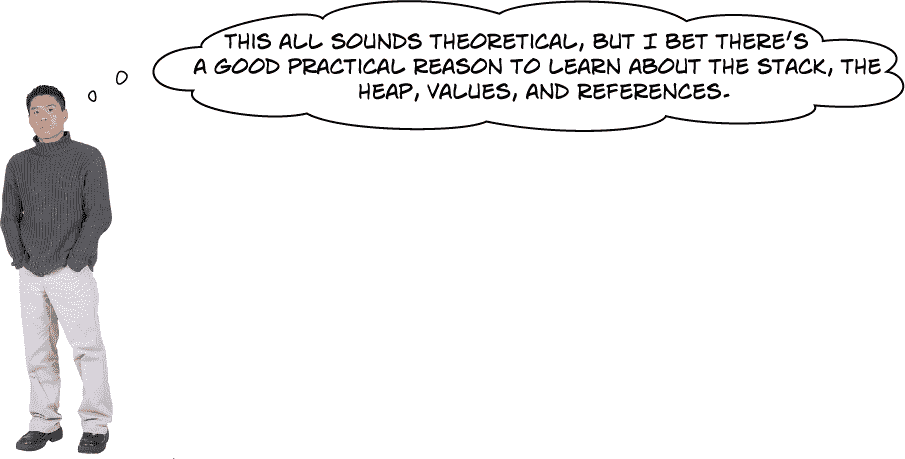 THIS ALL SOUNDS THEORETICAL, BUT I BET THERE'S
A GOOD PRACTICAL REASON TO LEARN ABOUT THE STACK, THE
HEAP, VALUES, AND REFERENCES.